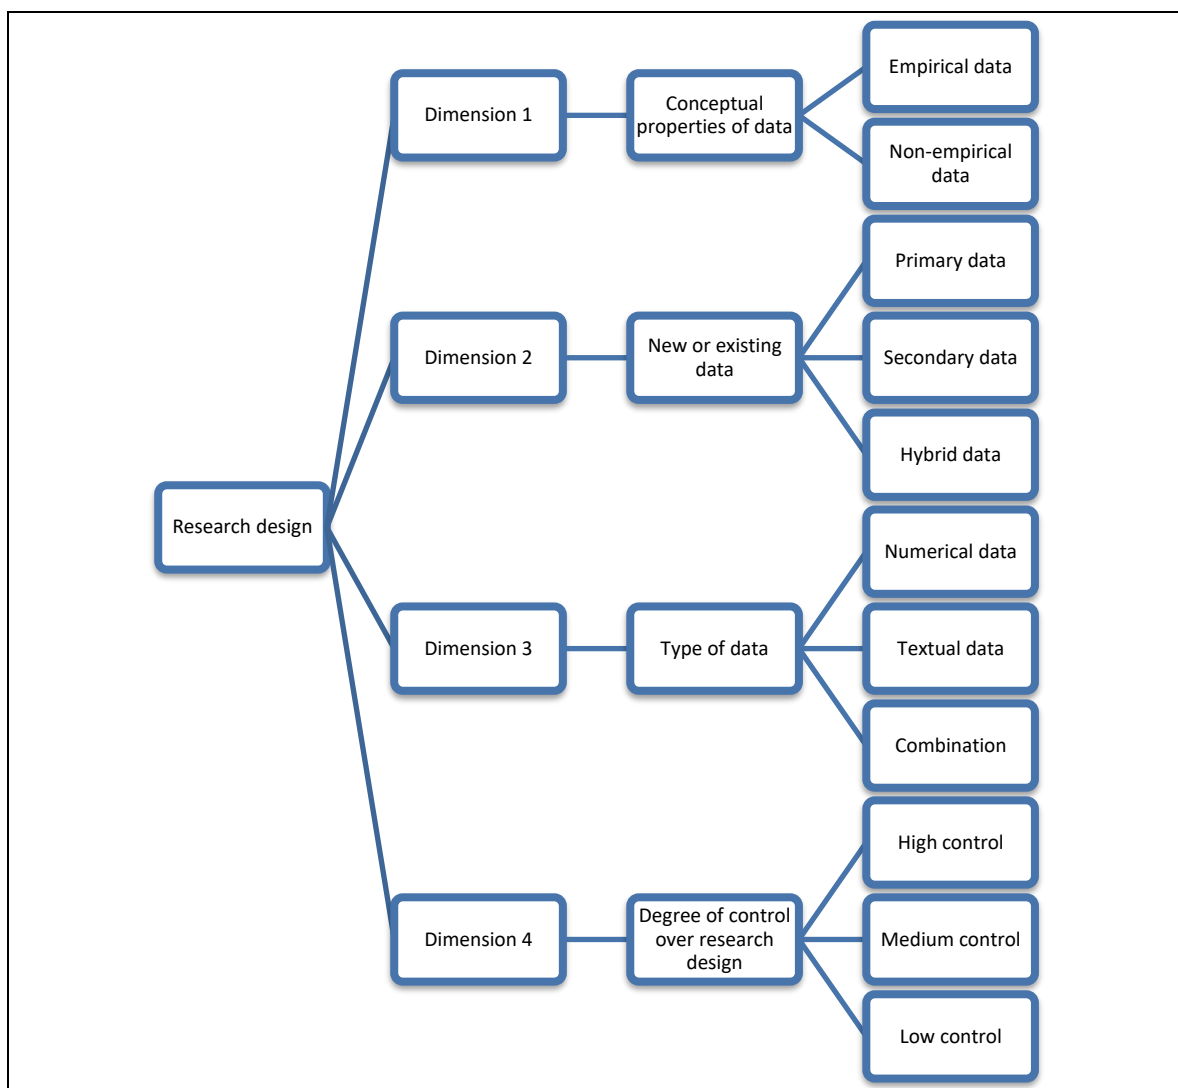 Research design
Dimension 1
Conceptual
properties of data
Empirical data
Non-empirical
data
Dimension 2
New or existing
data
Primary data
Secondary data
Hybrid data
Dimension 3
Type of data
Numerical data
Textual data
Combination
Dimension 4
Degree of control
over research
design
High control
Medium control
Low control